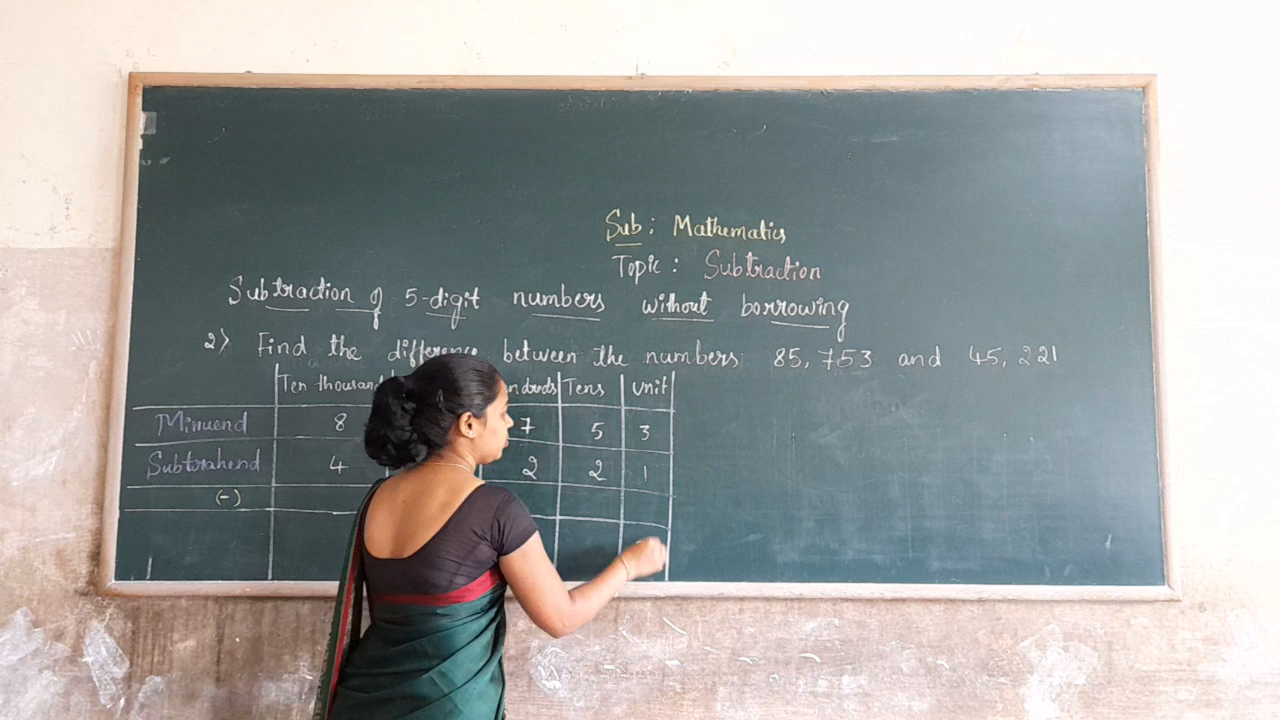 Sub: Mathematics
Topic: Subtraction
Subtraction of 5-digit numbers without borrowing
2) Find the difference between the numbers 85,753 and 45,221
Ten thousand Tens Unit
Minuend 8 7 5 3
Subtrahend 4 2 2 1
(-)